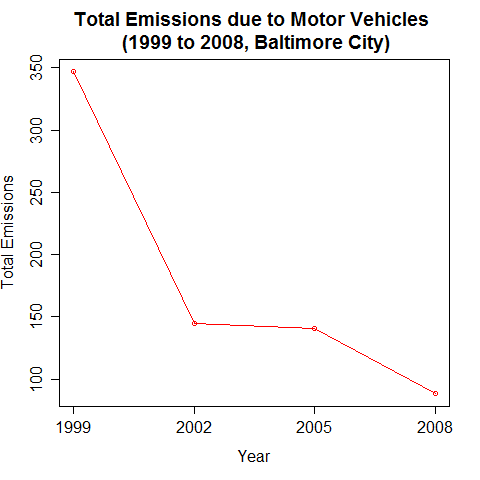 Total Emissions due to Motor Vehicles
(1999 to 2008, Baltimore City)
Total Emissions
350
300
250
200
150
100
1999 2002 2005 2008
Year